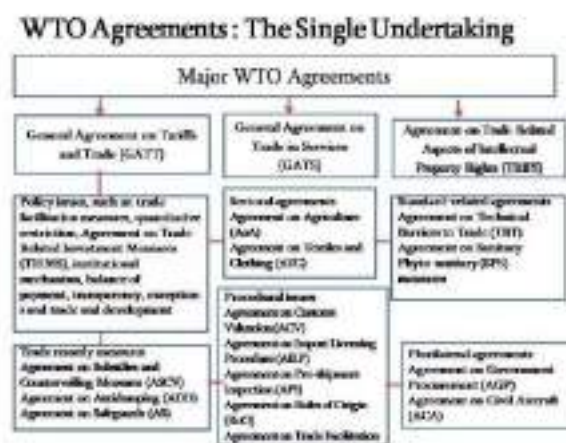 WTO Agreements : The Single Undertaking
Major WTO Agreements
General Agreement on Tariffs
and Trade (GATT)
General Agreement on
Trade in Services
(GATS)
Agreement on Trade-Related
Aspects of Intellectual
Property Rights (TRIPS)
Policy issues, such as trade
facilitation measures, quantitative
restriction, Agreement on Trade
Related Investment Measures
(TRIMS), institutional
mechanism, balance of
payment, transparency, exception
s and trade and development
Sectoral agreements
Agreement on Agriculture
(AoA)
Agreement on Textiles and
Clothing (ATC)
Standard-related agreements
Agreement on Technical
Barriers to Trade (TBT)
Agreement on Sanitary
Phyto-sanitary (SPS)
measures
Trade remedy measures
Agreement on Subsidies and
Countervailing Measures (ASCM)
Agreement on Antidumping
Agreement on Safeguards (AS)
Procedural issues
Agreement on Customs
Valuation (ACV)
Agreement on Import Licensing
Procedure (AILP)
Agreement on Pre-shipment
Inspection (API)
Agreement on Rules of Origin
(RoO)
Agreement on Trade Facilitation
Plurilateral agreements
Agreement on Government
Procurement (AGP)
Agreement on Civil Aircraft
(ACA)